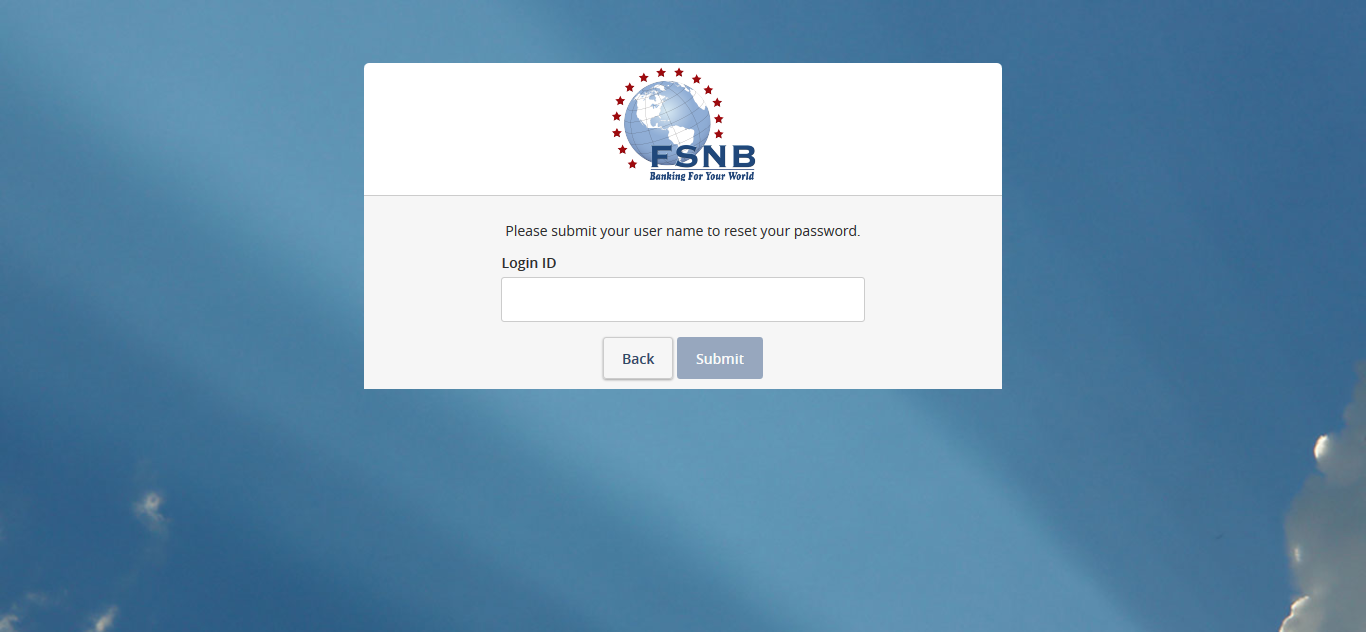 FSNB
Banking For Your World
Please submit your user name to reset your password.
Login ID
Back
Submit